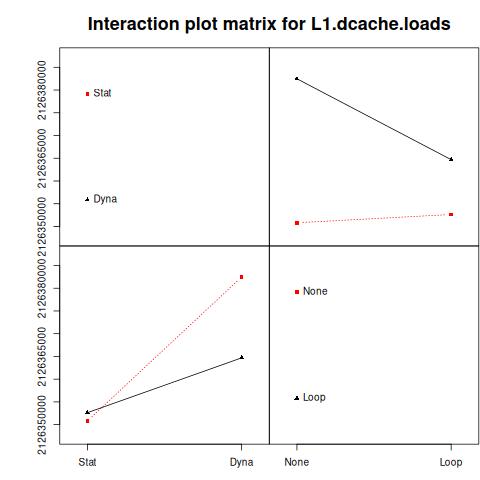 Interaction plot matrix for L1.dcache.loads
2126380000
2126365000
2126350000
Stat
Dyna
2126380000
2126365000
2126350000
None
Loop
Stat
Dyna
None
Loop